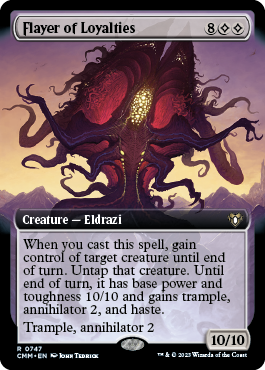 Flayer of Loyalties 8
Creature — Eldrazi
When you cast this spell, gain
control of target creature until end
of turn. Untap that creature. Until
end of turn, it has base power and
toughness 10/10 and gains trample,
annihilator 2, and haste.
Trample, annihilator 2
10/10
R 0747
CMM • EN John Tedrick ™ & © 2023 Wizards of the Coast